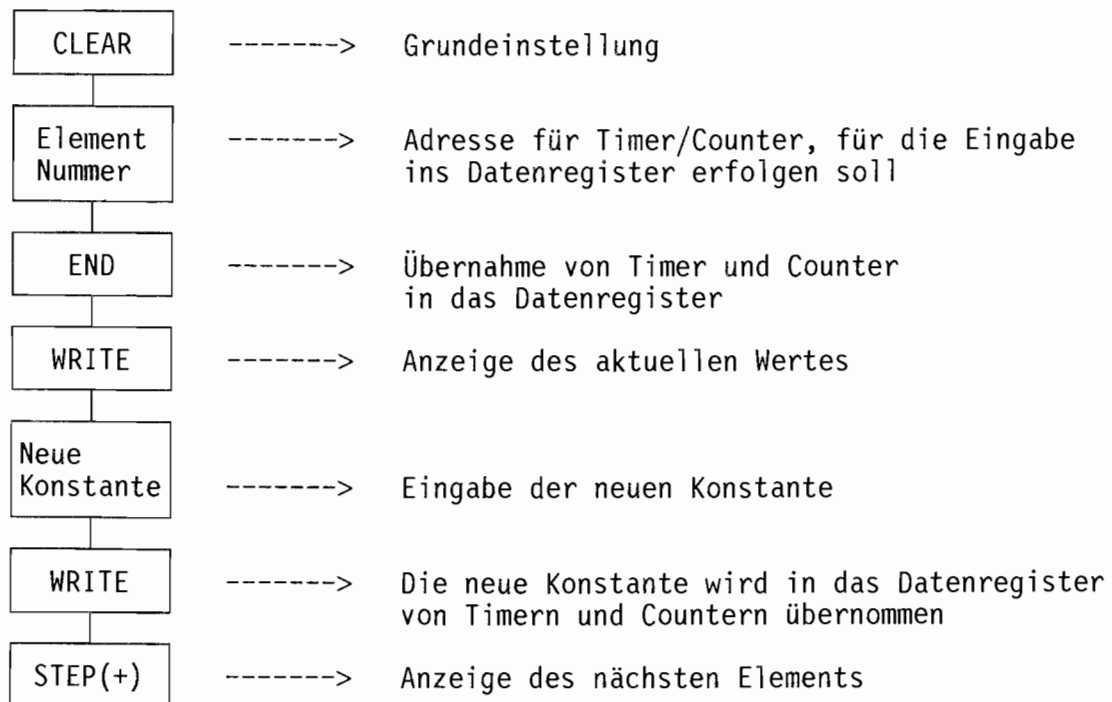 CLEAR -------> Grundeinstellung
Element -------> Adresse für Timer/Counter, für die Eingabe
Nummer ins Datenregister erfolgen soll
END -------> Übernahme von Timer und Counter
in das Datenregister
WRITE -------> Anzeige des aktuellen Wertes
Neue
Konstante -------> Eingabe der neuen Konstante
WRITE -------> Die neue Konstante wird in das Datenregister
von Timern und Countern übernommen
STEP(+) -------> Anzeige des nächsten Elements